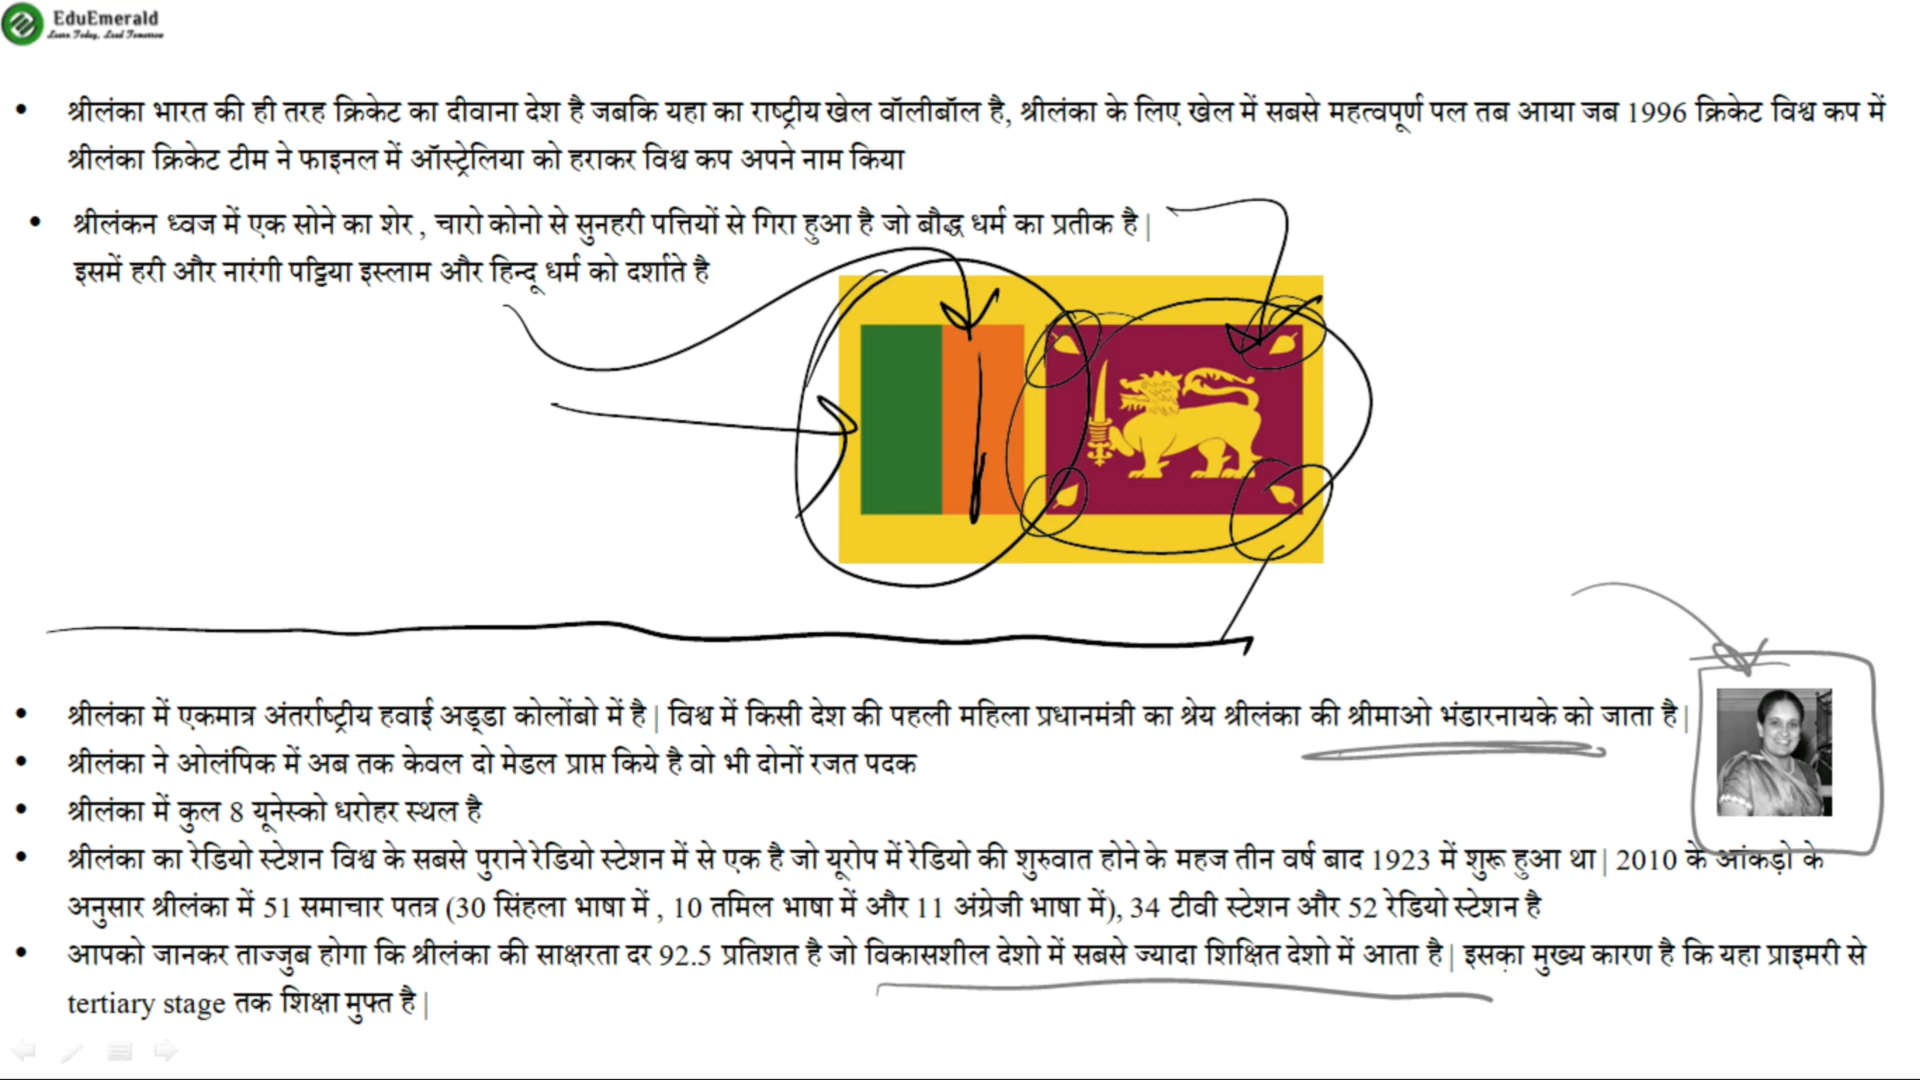 EduEmerald
Learn Today, Lead Tomorrow
• श्रीलंका भारत की ही तरह क्रिकेट का दीवाना देश है जबकि यहा का राष्ट्रीय खेल वॉलीबॉल है, श्रीलंका के लिए खेल में सबसे महत्वपूर्ण पल तब आया जब 1996 क्रिकेट विश्व कप में
श्रीलंका क्रिकेट टीम ने फाइनल में ऑस्ट्रेलिया को हराकर विश्व कप अपने नाम किया
• श्रीलंकन ध्वज में एक सोने का शेर , चारो कोनो से सुनहरी पत्तियों से गिरा हुआ है जो बौद्ध धर्म का प्रतीक है |
इसमें हरी और नारंगी पट्टिया इस्लाम और हिन्दू धर्म को दर्शाते है
• श्रीलंका में एकमात्र अंतर्राष्ट्रीय हवाई अड्डा कोलोंबो में है | विश्व में किसी देश की पहली महिला प्रधानमंत्री का श्रेय श्रीलंका की श्रीमाओ भंडारनायके को जाता है |
• श्रीलंका ने ओलंपिक में अब तक केवल दो मेडल प्राप्त किये है वो भी दोनों रजत पदक
• श्रीलंका में कुल 8 यूनेस्को धरोहर स्थल है
• श्रीलंका का रेडियो स्टेशन विश्व के सबसे पुराने रेडियो स्टेशन में से एक है जो यूरोप में रेडियो की शुरुवात होने के महज तीन वर्ष बाद 1923 में शुरू हुआ था | 2010 के आंकड़ो के
अनुसार श्रीलंका में 51 समाचार पतत्र (30 सिंहला भाषा में , 10 तमिल भाषा में और 11 अंग्रेजी भाषा में), 34 टीवी स्टेशन और 52 रेडियो स्टेशन है
• आपको जानकर ताज्जुब होगा कि श्रीलंका की साक्षरता दर 92.5 प्रतिशत है जो विकासशील देशो में सबसे ज्यादा शिक्षित देशो में आता है | इसका मुख्य कारण है कि यहा प्राइमरी से
tertiary stage तक शिक्षा मुफ्त है |